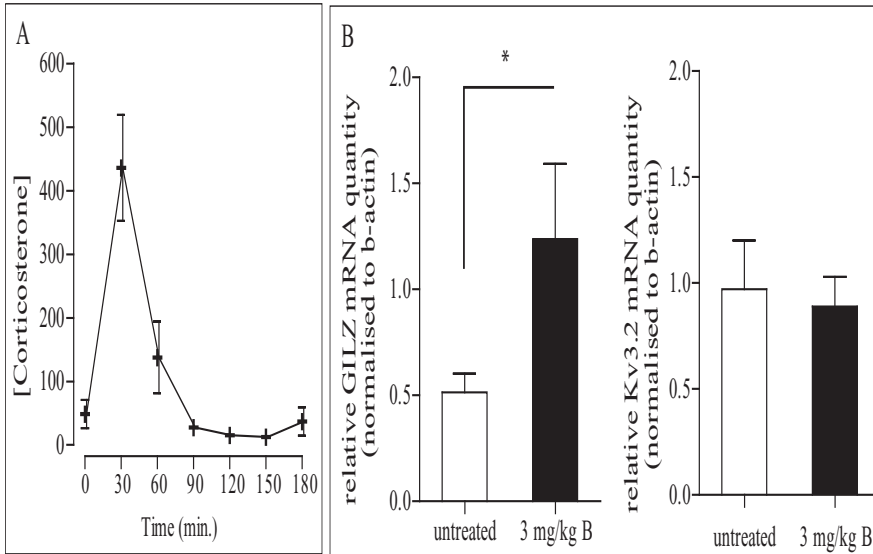 A
600
500
400
300
200
100
0
[Corticosterone]
0 30 60 90 120 150 180
Time (min.)
B
*
2.0
1.5
1.0
0.5
0.0
relative GILZ mRNA quantity
(normalised to b-actin)
untreated 3 mg/kg B
2.0
1.5
1.0
0.5
0.0
relative Kv3.2 mRNA quantity
(normalised to b-actin)
untreated 3 mg/kg B